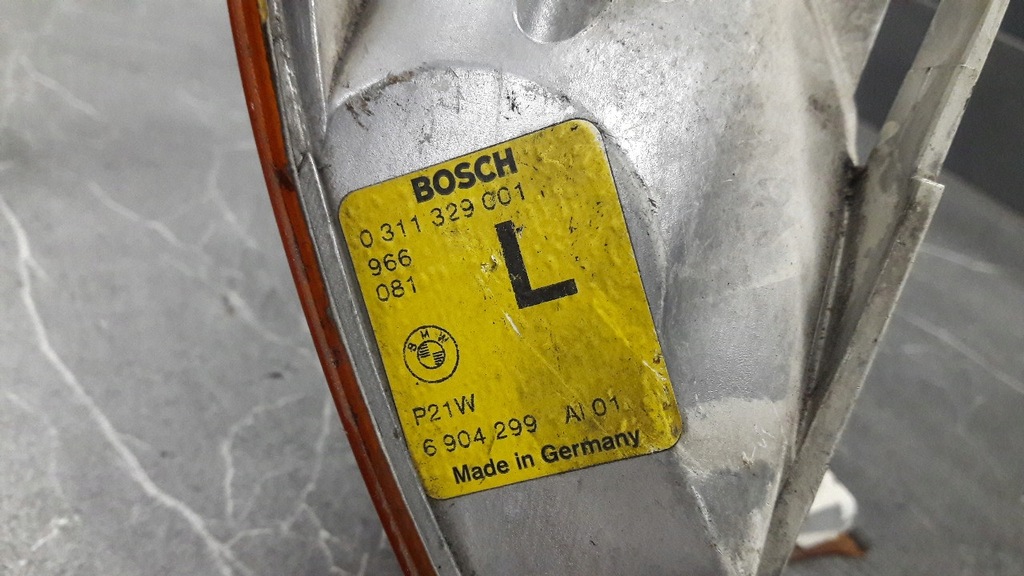 BOSCH
0 311 329 001
966
081
L
BMW
P21W
6 904 299 AI 01
Made in Germany